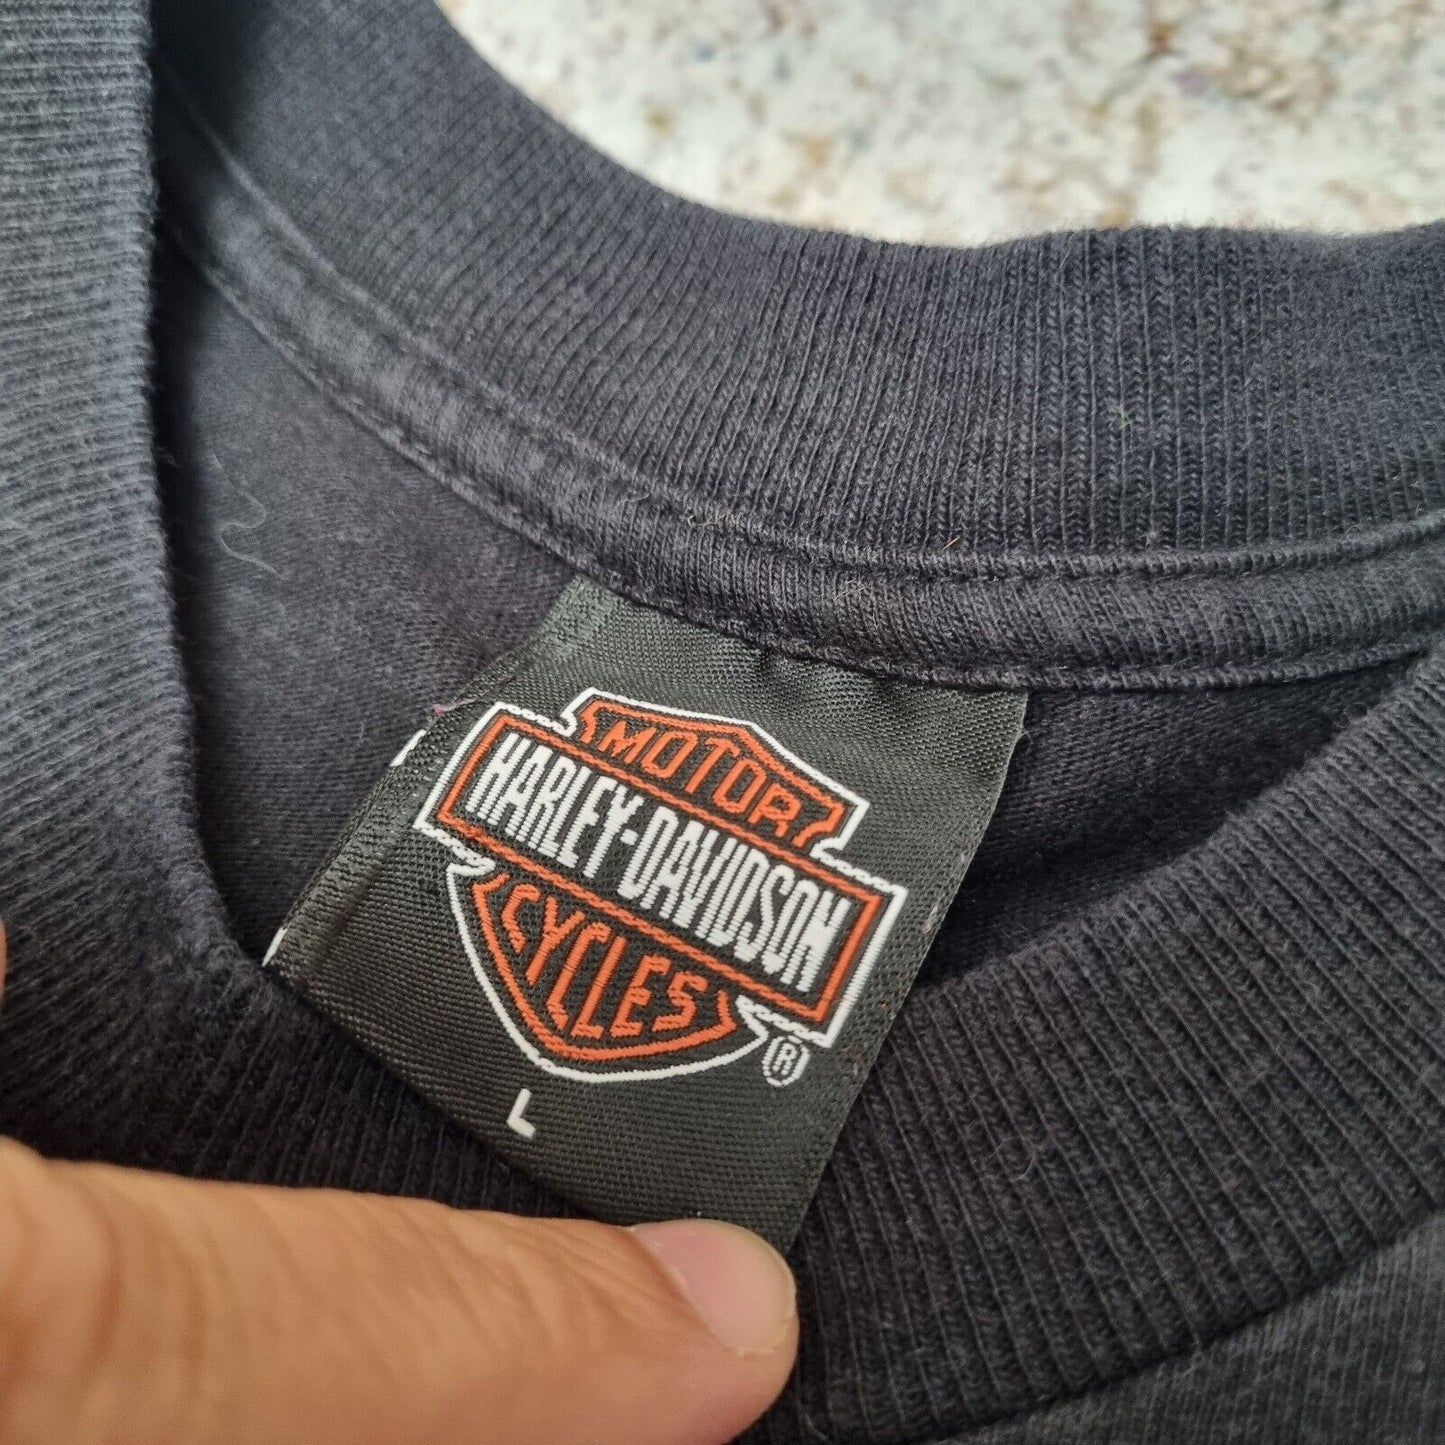 MOTOR
HARLEY-DAVIDSON
CYCLES
®
L